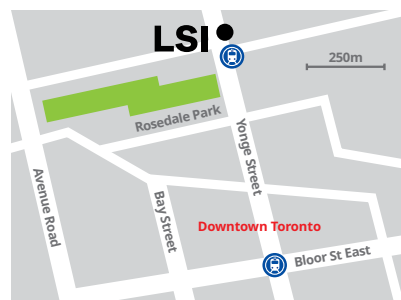 LSI
250m
Rosedale Park
Yonge Street
Avenue Road
Bay Street
Downtown Toronto
Bloor St East